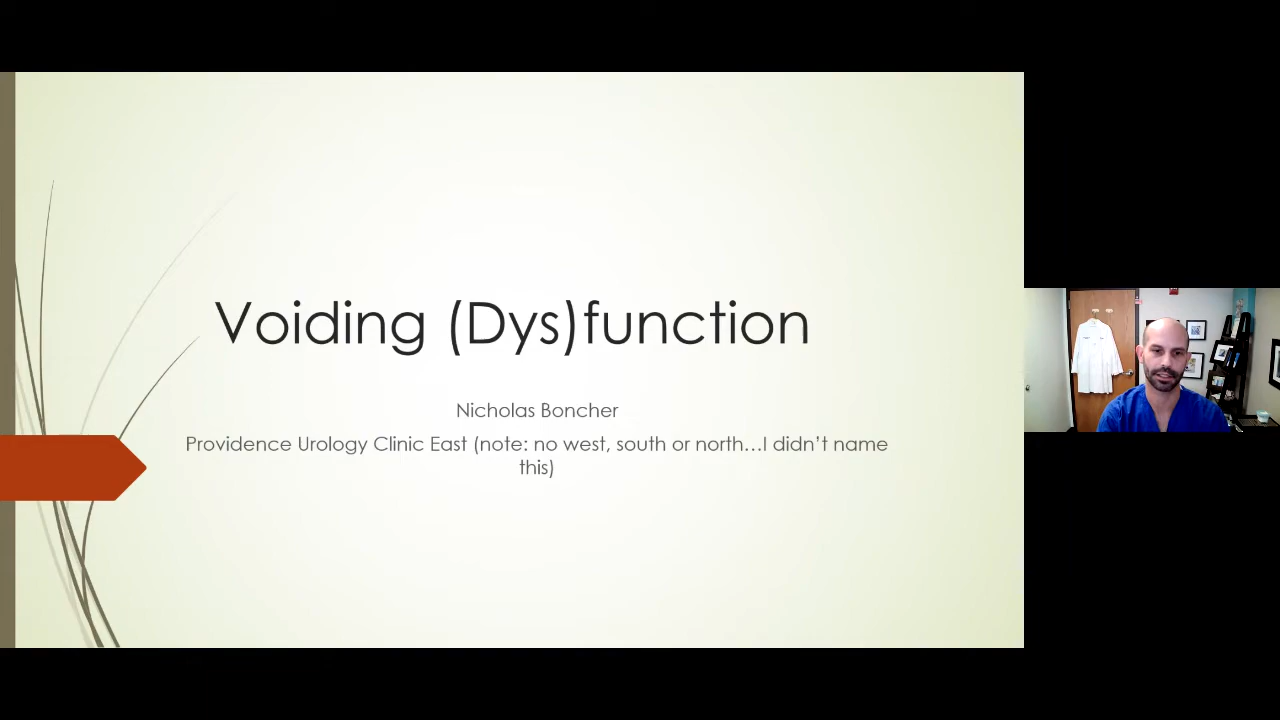 Voiding (Dys)function
Nicholas Boncher
Providence Urology Clinic East (note: no west, south or north…I didn’t name
this)